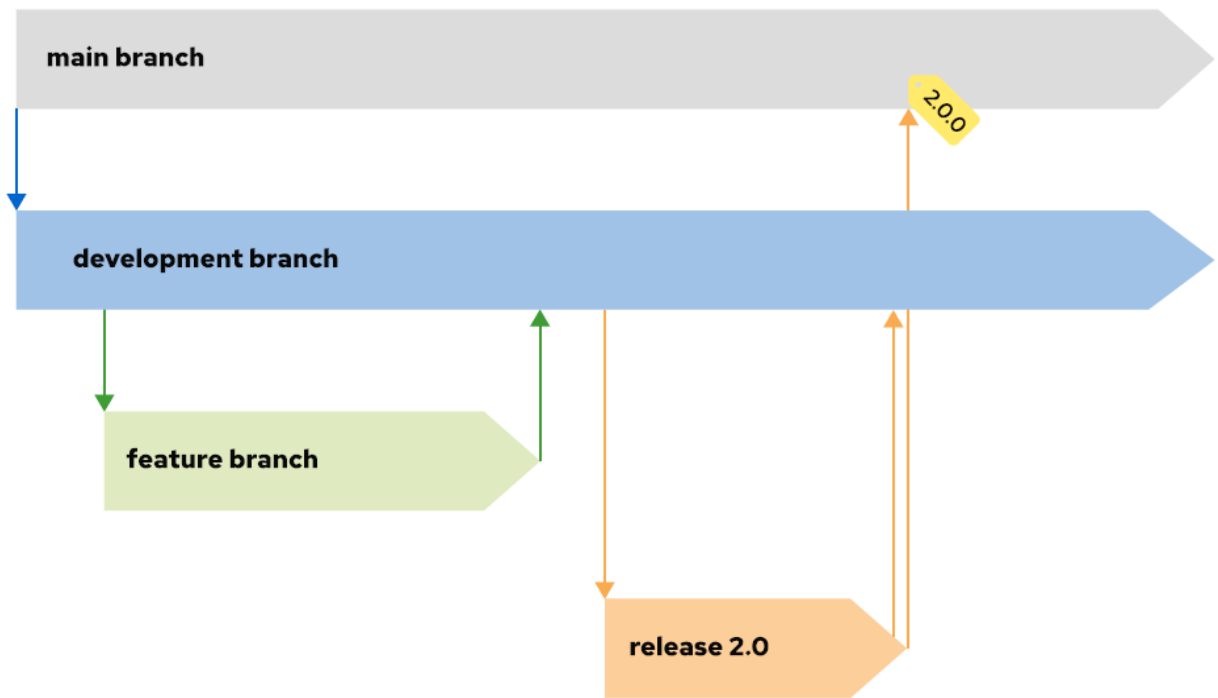 main branch
2.0.0
development branch
feature branch
release 2.0